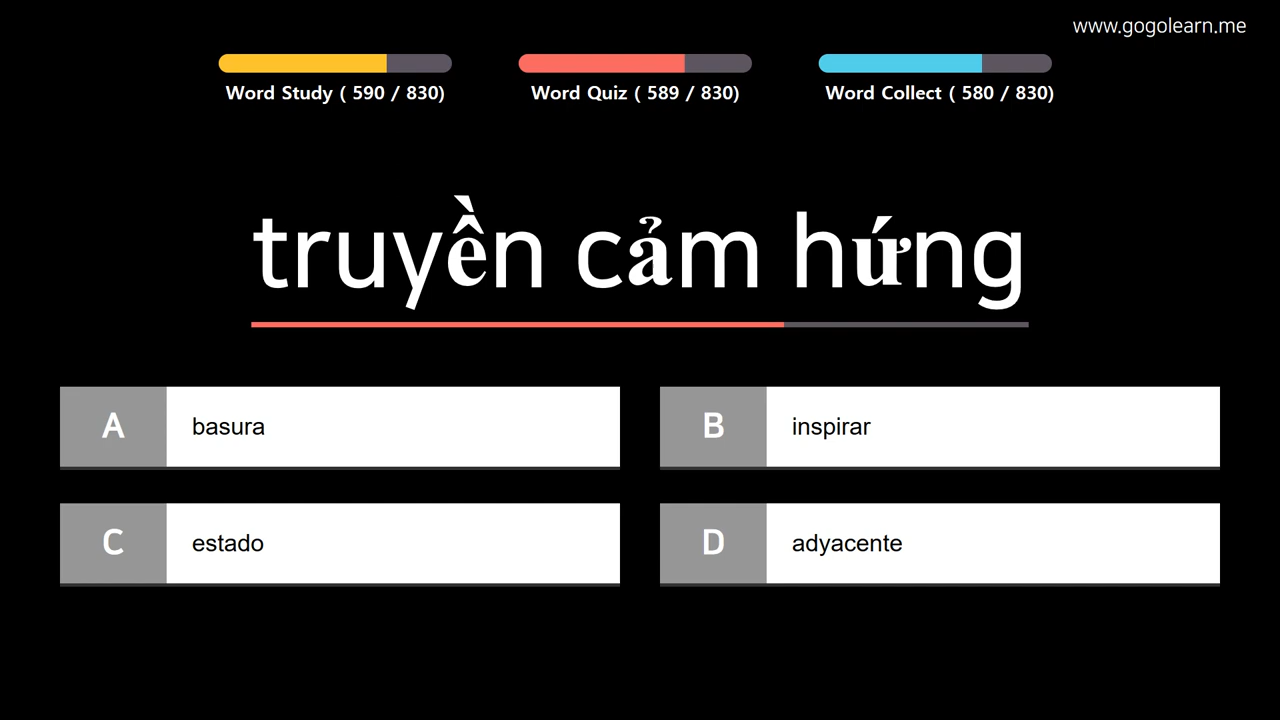 www.gogolearn.me
Word Study ( 590 / 830)
Word Quiz ( 589 / 830)
Word Collect ( 580 / 830)
truyền cảm hứng
A basura
B inspirar
C estado
D adyacente